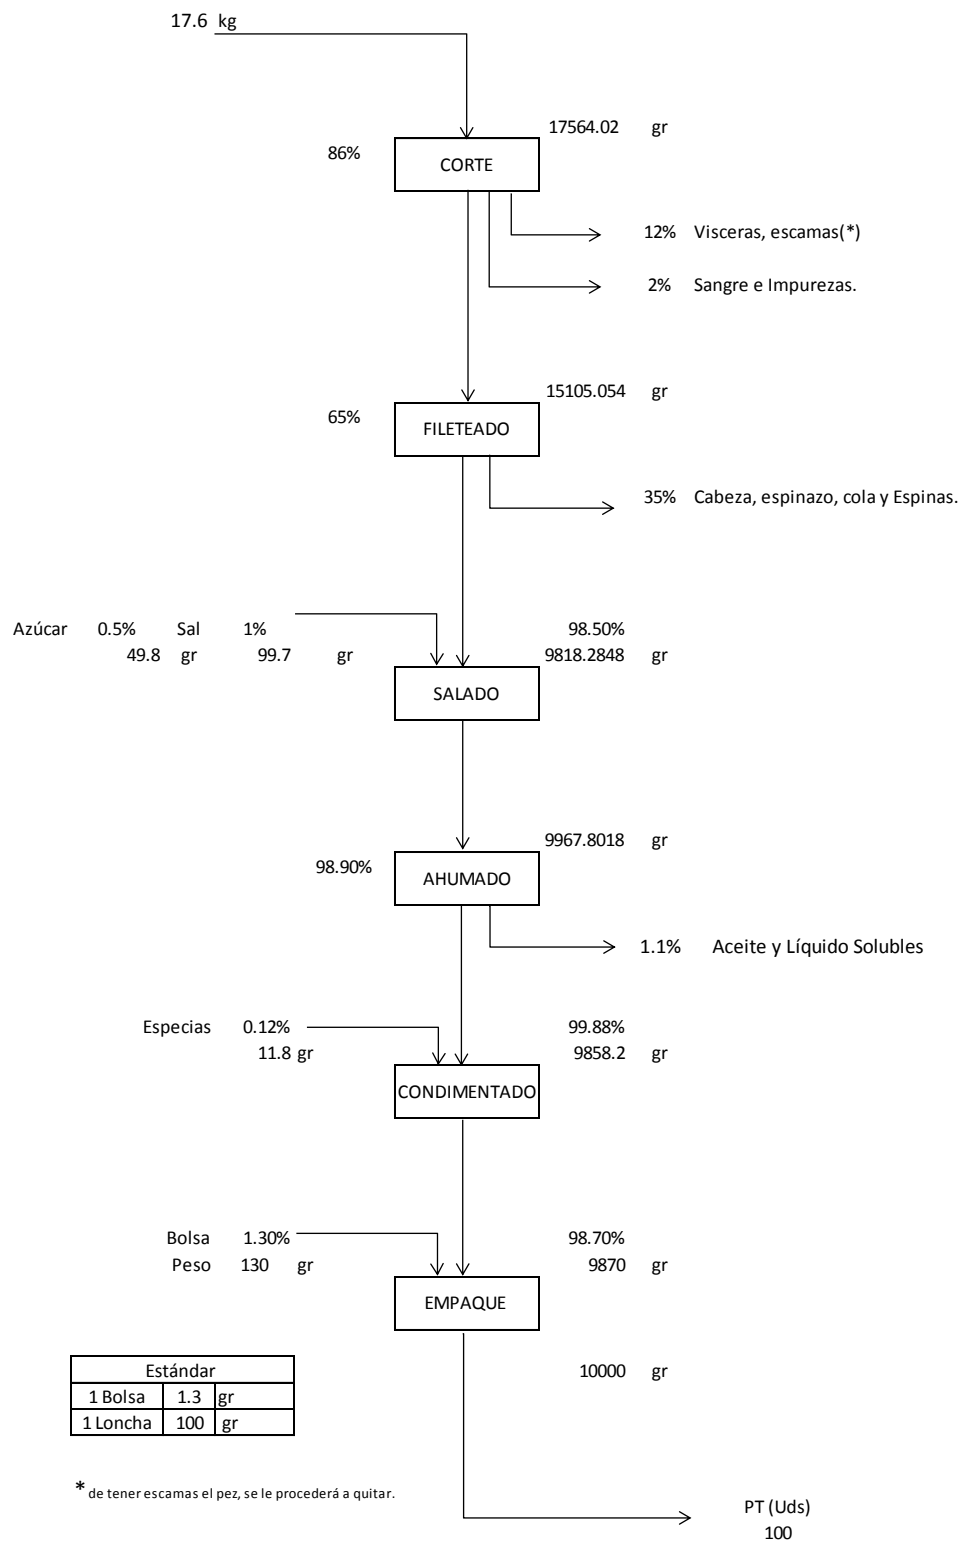 17.6 kg
17564.02 gr
86%
CORTE
12% Visceras, escamas(*)
2% Sangre e Impurezas.
15105.054 gr
65%
FILETEADO
35% Cabeza, espinazo, cola y Espinas.
Azúcar 0.5% Sal 1% 98.50%
49.8 gr 99.7 gr 9818.2848 gr
SALADO
9967.8018 gr
98.90%
AHUMADO
1.1% Aceite y Líquido Solubles
Especias 0.12% 99.88%
11.8 gr 9858.2 gr
CONDIMENTADO
Bolsa 1.30% 98.70%
Peso 130 gr 9870 gr
EMPAQUE
Estándar
1 Bolsa 1.3 gr
1 Loncha 100 gr
10000 gr
* de tener escamas el pez, se le procederá a quitar.
PT (Uds)
100